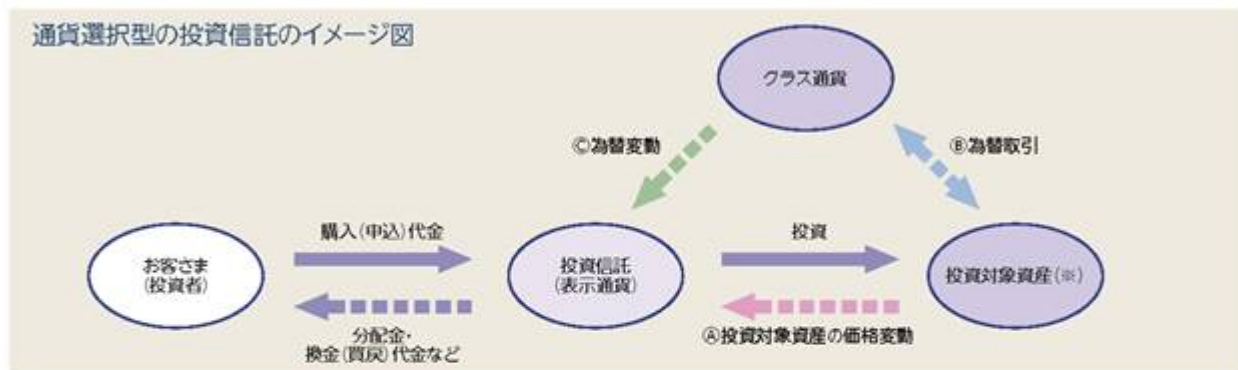 通貨選択型の投資信託のイメージ図
クラス通貨
Ⓒ為替変動
Ⓑ為替取引
購入(申込)代金
投資
お客さま
(投資者)
投資信託
(表示通貨)
投資対象資産(※)
分配金・
換金(買戻)代金など
Ⓐ投資対象資産の価格変動